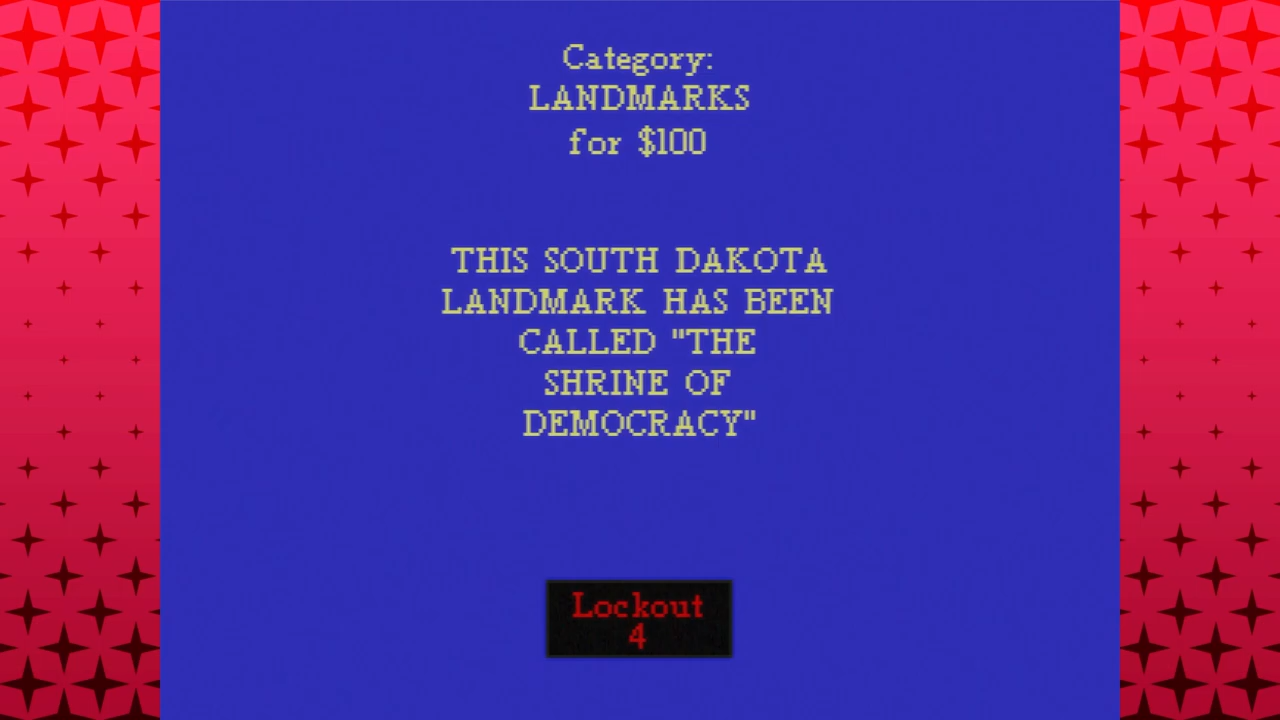 Category:
LANDMARKS
for $100
THIS SOUTH DAKOTA
LANDMARK HAS BEEN
CALLED "THE
SHRINE OF
DEMOCRACY"
Lockout
4